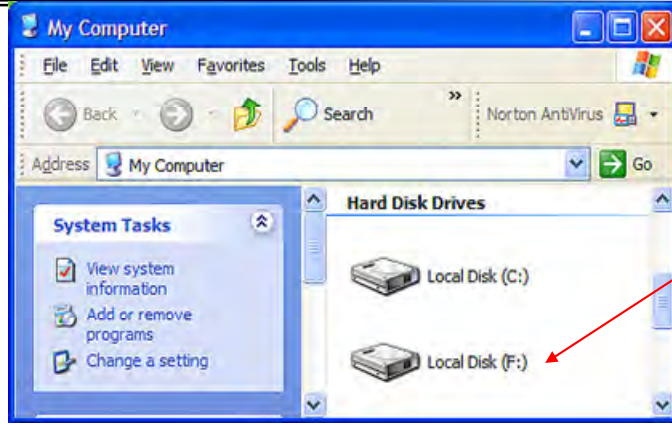 My Computer
File Edit View Favorites Tools Help
Back Search » Norton AntiVirus
Address My Computer Go
System Tasks
View system
information
Add or remove
programs
Change a setting
Hard Disk Drives
Local Disk (C:)
Local Disk (F:)